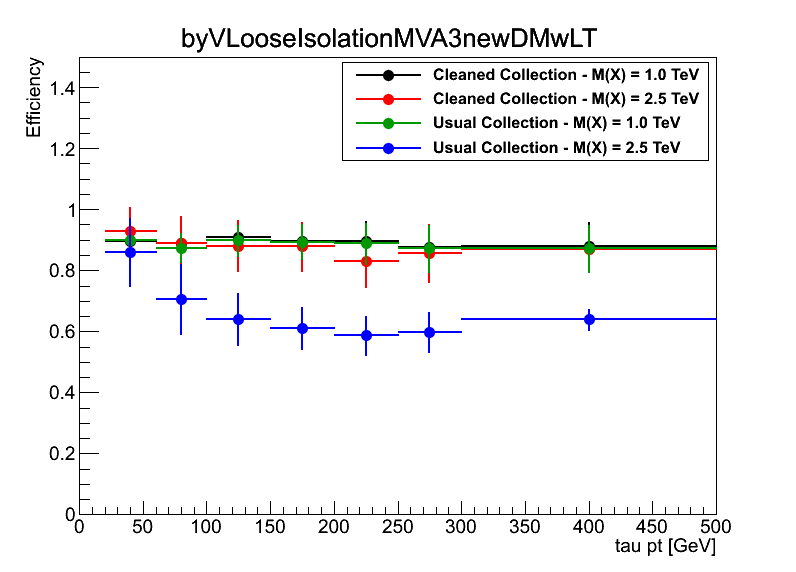 byVLooseIsolationMVA3newDMwLT
Efficiency
Cleaned Collection - M(X) = 1.0 TeV
Cleaned Collection - M(X) = 2.5 TeV
Usual Collection - M(X) = 1.0 TeV
Usual Collection - M(X) = 2.5 TeV
1.4
1.2
1
0.8
0.6
0.4
0.2
0
0 50 100 150 200 250 300 350 400 450 500
tau pt [GeV]